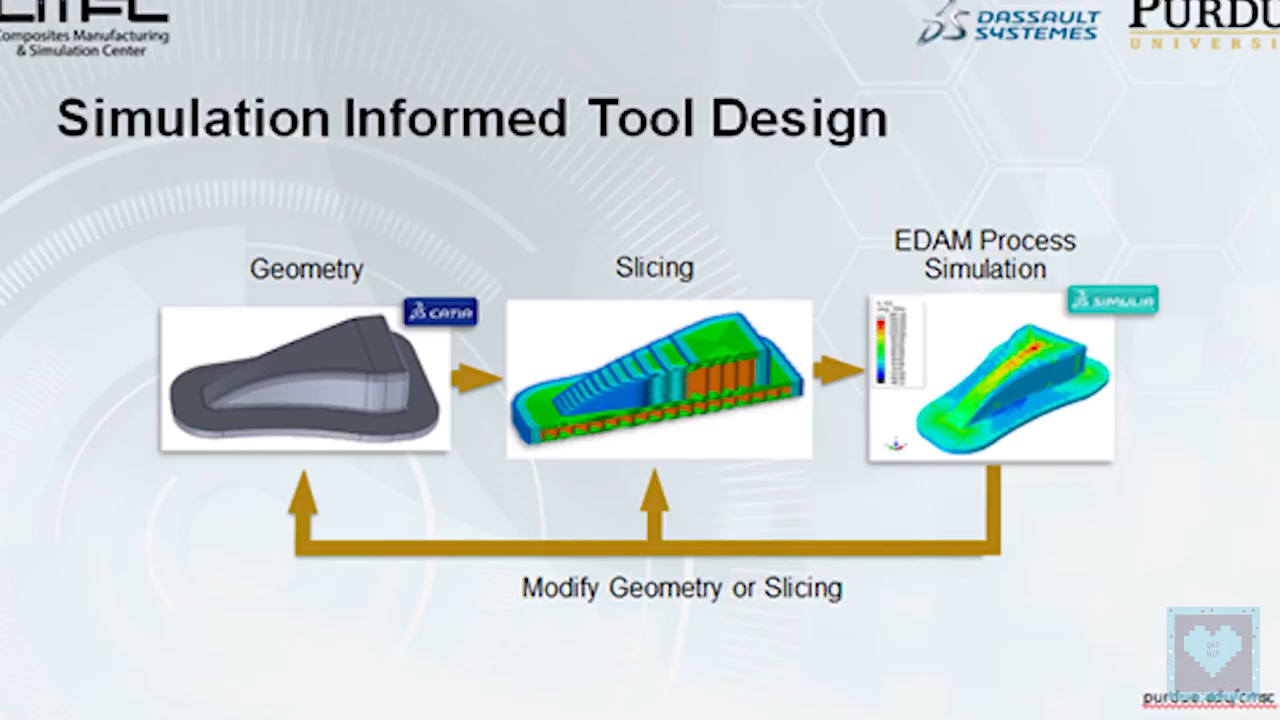 Composites Manufacturing
& Simulation Center
DASSAULT
SYSTEMES
PURDU
UNIVERSI
Simulation Informed Tool Design
Geometry
Slicing
EDAM Process
Simulation
CATIA
SIMULIA
Modify Geometry or Slicing
purdue.edu/cmsc